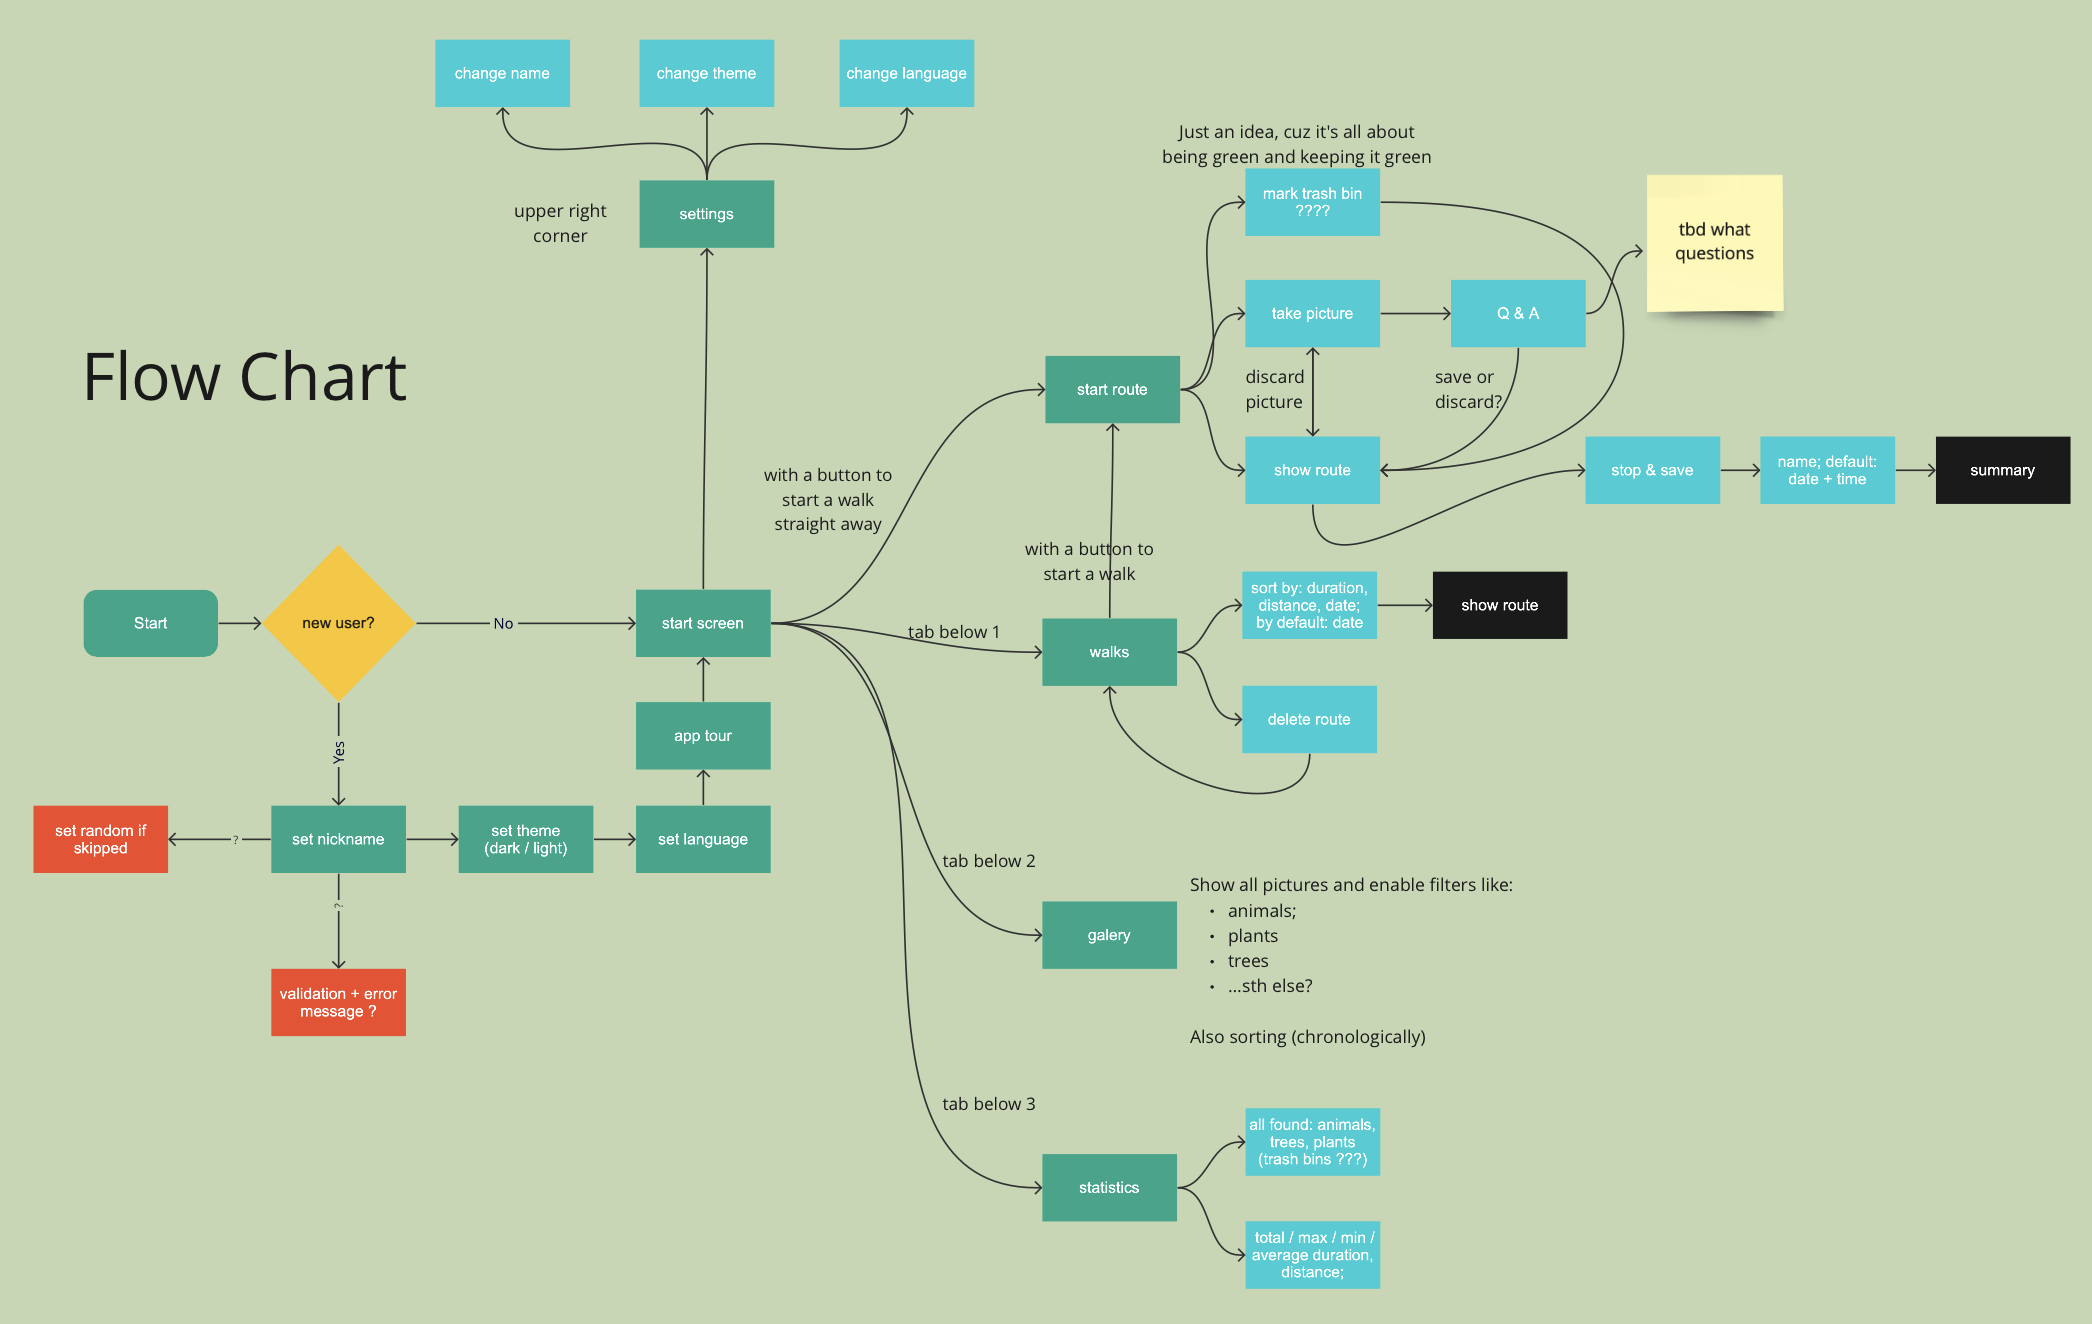 change name
change theme
change language
upper right
corner
settings
Just an idea, cuz it's all about
being green and keeping it green
mark trash bin
????
tbd what
questions
take picture
Q & A
Flow Chart
start route
discard
picture
save or
discard?
show route
stop & save
name; default:
date + time
summary
with a button to
start a walk
straight away
with a button to
start a walk
Start
new user?
No
start screen
tab below 1
walks
sort by: duration,
distance, date;
by default: date
show route
delete route
Yes
app tour
set random if
skipped
?
set nickname
set theme
(dark / light)
set language
?
validation + error
message ?
tab below 2
galery
Show all pictures and enable filters like:
• animals;
• plants
• trees
• ...sth else?
Also sorting (chronologically)
tab below 3
statistics
all found: animals,
trees, plants
(trash bins ???)
total / max / min /
average duration,
distance;